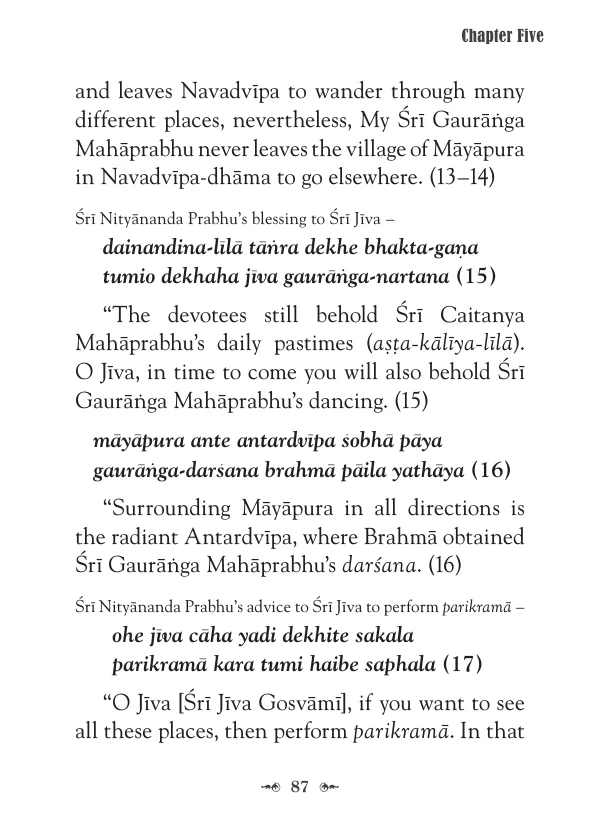 Chapter Five
and leaves Navadvīpa to wander through many
different places, nevertheless, My Śrī Gaurāṅga
Mahāprabhu never leaves the village of Māyāpura
in Navadvīpa-dhāma to go elsewhere. (13–14)
Śrī Nityānanda Prabhu’s blessing to Śrī Jīva –
dainandina-līlā tāṅra dekhe bhakta-gaṇa
tumio dekhaha jīva gaurāṅga-nartana (15)
“The devotees still behold Śrī Caitanya
Mahāprabhu’s daily pastimes (aṣṭa-kālīya-līlā).
O Jīva, in time to come you will also behold Śrī
Gaurāṅga Mahāprabhu’s dancing. (15)
māyāpura ante antardvīpa śobhā pāya
gaurāṅga-darśana brahmā pāila yathāya (16)
“Surrounding Māyāpura in all directions is
the radiant Antardvīpa, where Brahmā obtained
Śrī Gaurāṅga Mahāprabhu’s darśana. (16)
Śrī Nityānanda Prabhu’s advice to Śrī Jīva to perform parikramā –
ohe jīva cāha yadi dekhite sakala
parikramā kara tumi haibe saphala (17)
“O Jīva [Śrī Jīva Gosvāmī], if you want to see
all these places, then perform parikramā. In that
87